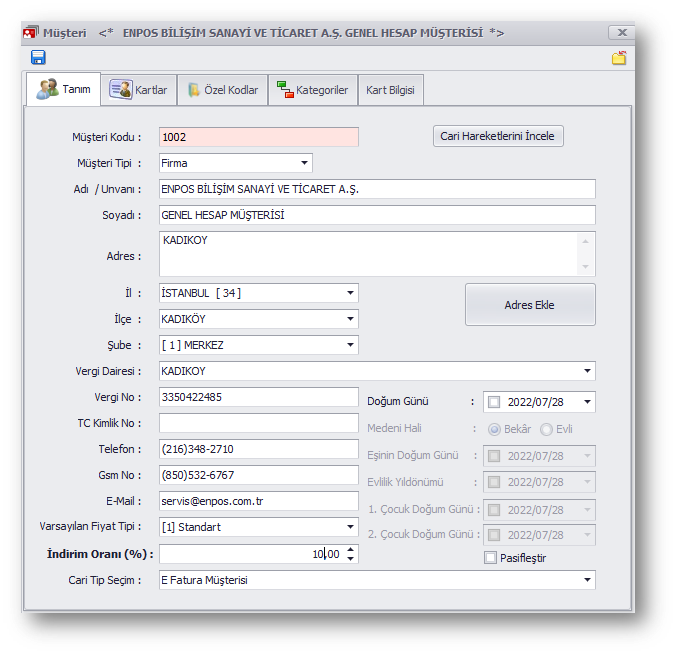 Müşteri <* ENPOS BİLİŞİM SANAYİ VE TİCARET A.Ş. GENEL HESAP MÜŞTERİSİ *>
Tanım Kartlar Özel Kodlar Kategoriler Kart Bilgisi
Müşteri Kodu : 1002 Cari Hareketlerini İncele
Müşteri Tipi : Firma
Adı / Unvanı : ENPOS BİLİŞİM SANAYİ VE TİCARET A.Ş.
Soyadı : GENEL HESAP MÜŞTERİSİ
Adres : KADIKOY
İl : İSTANBUL [ 34 ] Adres Ekle
İlçe : KADIKÖY
Şube : [ 1 ] MERKEZ
Vergi Dairesi : KADIKOY
Vergi No : 3350422485 Doğum Günü : 2022/07/28
TC Kimlik No : Medeni Hali : Bekâr Evli
Telefon : (216)348-2710 Eşinin Doğum Günü : 2022/07/28
Gsm No : (850)532-6767 Evlilik Yıldönümü : 2022/07/28
E-Mail : servis@enpos.com.tr 1. Çocuk Doğum Günü : 2022/07/28
Varsayılan Fiyat Tipi : [1] Standart 2. Çocuk Doğum Günü : 2022/07/28
İndirim Oranı (%) : 10,00 Pasifleştir
Cari Tip Seçim : E Fatura Müşterisi